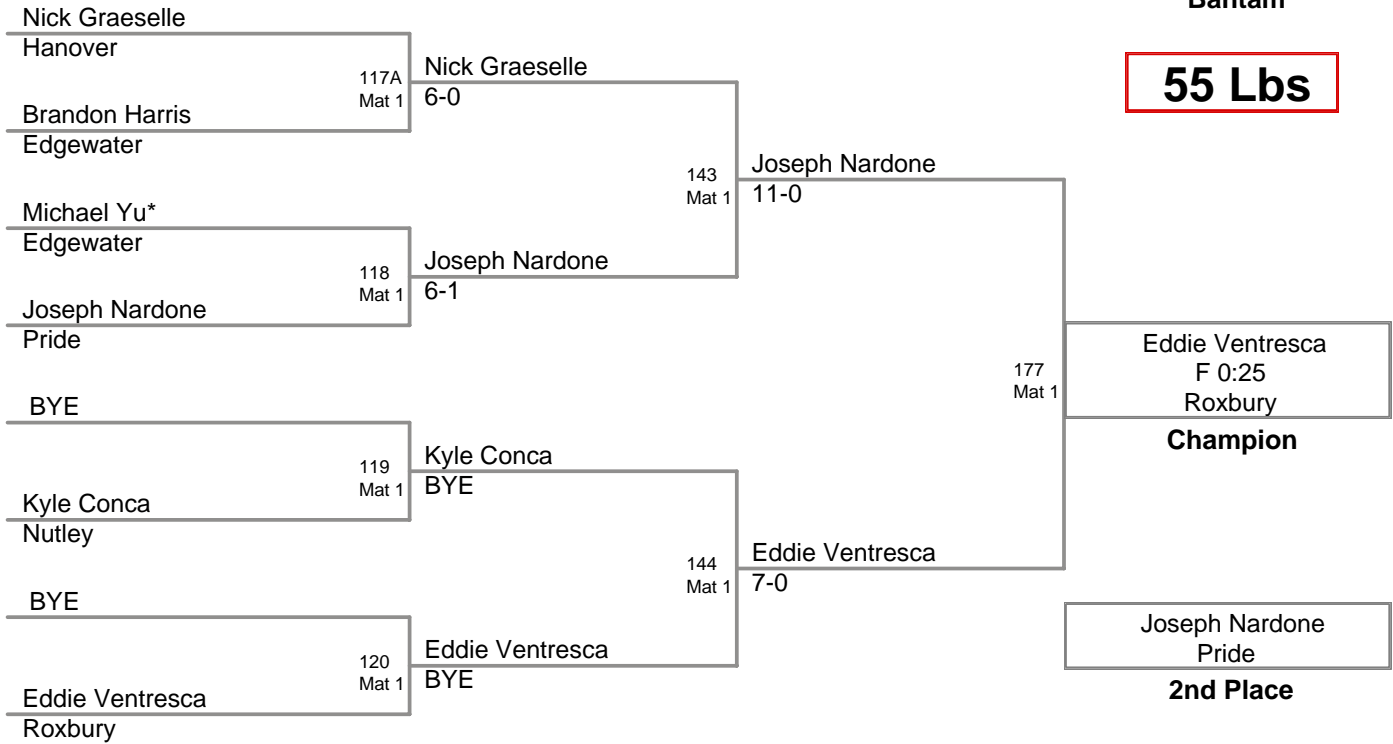 Bantam
55 Lbs
Nick Graeselle
Hanover
117A
Mat 1
Brandon Harris
Edgewater
Nick Graeselle
6-0
Michael Yu*
Edgewater
118
Mat 1
Joseph Nardone
Pride
Joseph Nardone
6-1
143
Mat 1
Joseph Nardone
11-0
BYE
119
Mat 1
Kyle Conca
Nutley
Kyle Conca
BYE
BYE
120
Mat 1
Eddie Ventresca
Roxbury
Eddie Ventresca
BYE
144
Mat 1
Eddie Ventresca
7-0
177
Mat 1
Eddie Ventresca
F 0:25
Roxbury
Champion
Joseph Nardone
Pride
2nd Place